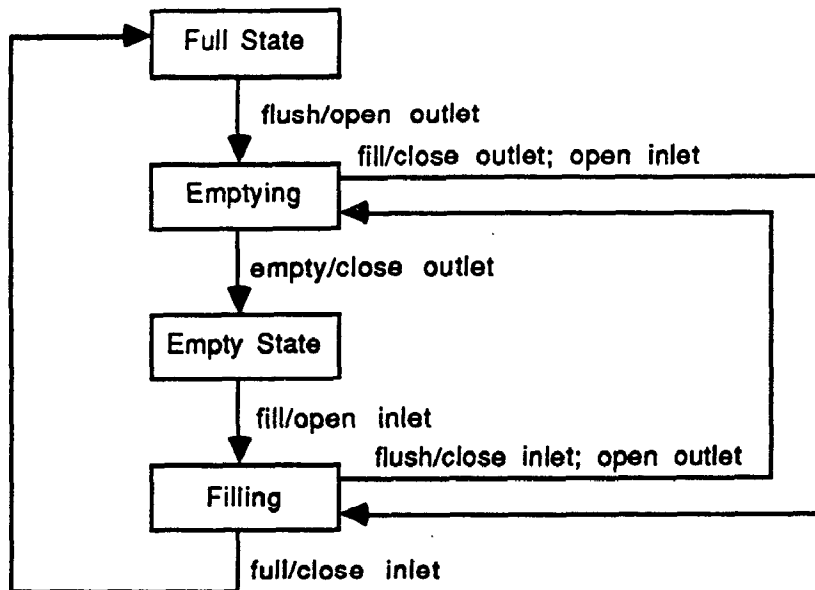 Full State
flush/open outlet
fill/close outlet; open inlet
Emptying
empty/close outlet
Empty State
fill/open inlet
flush/close inlet; open outlet
Filling
full/close inlet